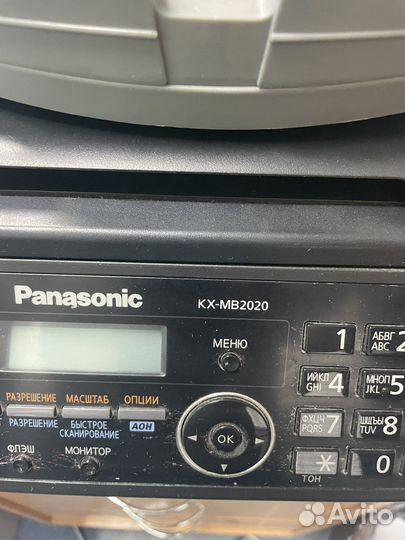 Panasonic KX-MB2020
МЕНЮ
1 АБВГ ABC 2
ИЙКЛ GHI 4 МНОП JKL 5
РАЗРЕШЕНИЕ МАСШТАБ ОПЦИИ
РАЗРЕШЕНИЕ БЫСТРОЕ СКАНИРОВАНИЕ АОН
OK
ФХЦЧ PQRS 7 ШЩЪЫ TUV 8
ФЛЭШ МОНИТОР
* 0
ТОН
Avito